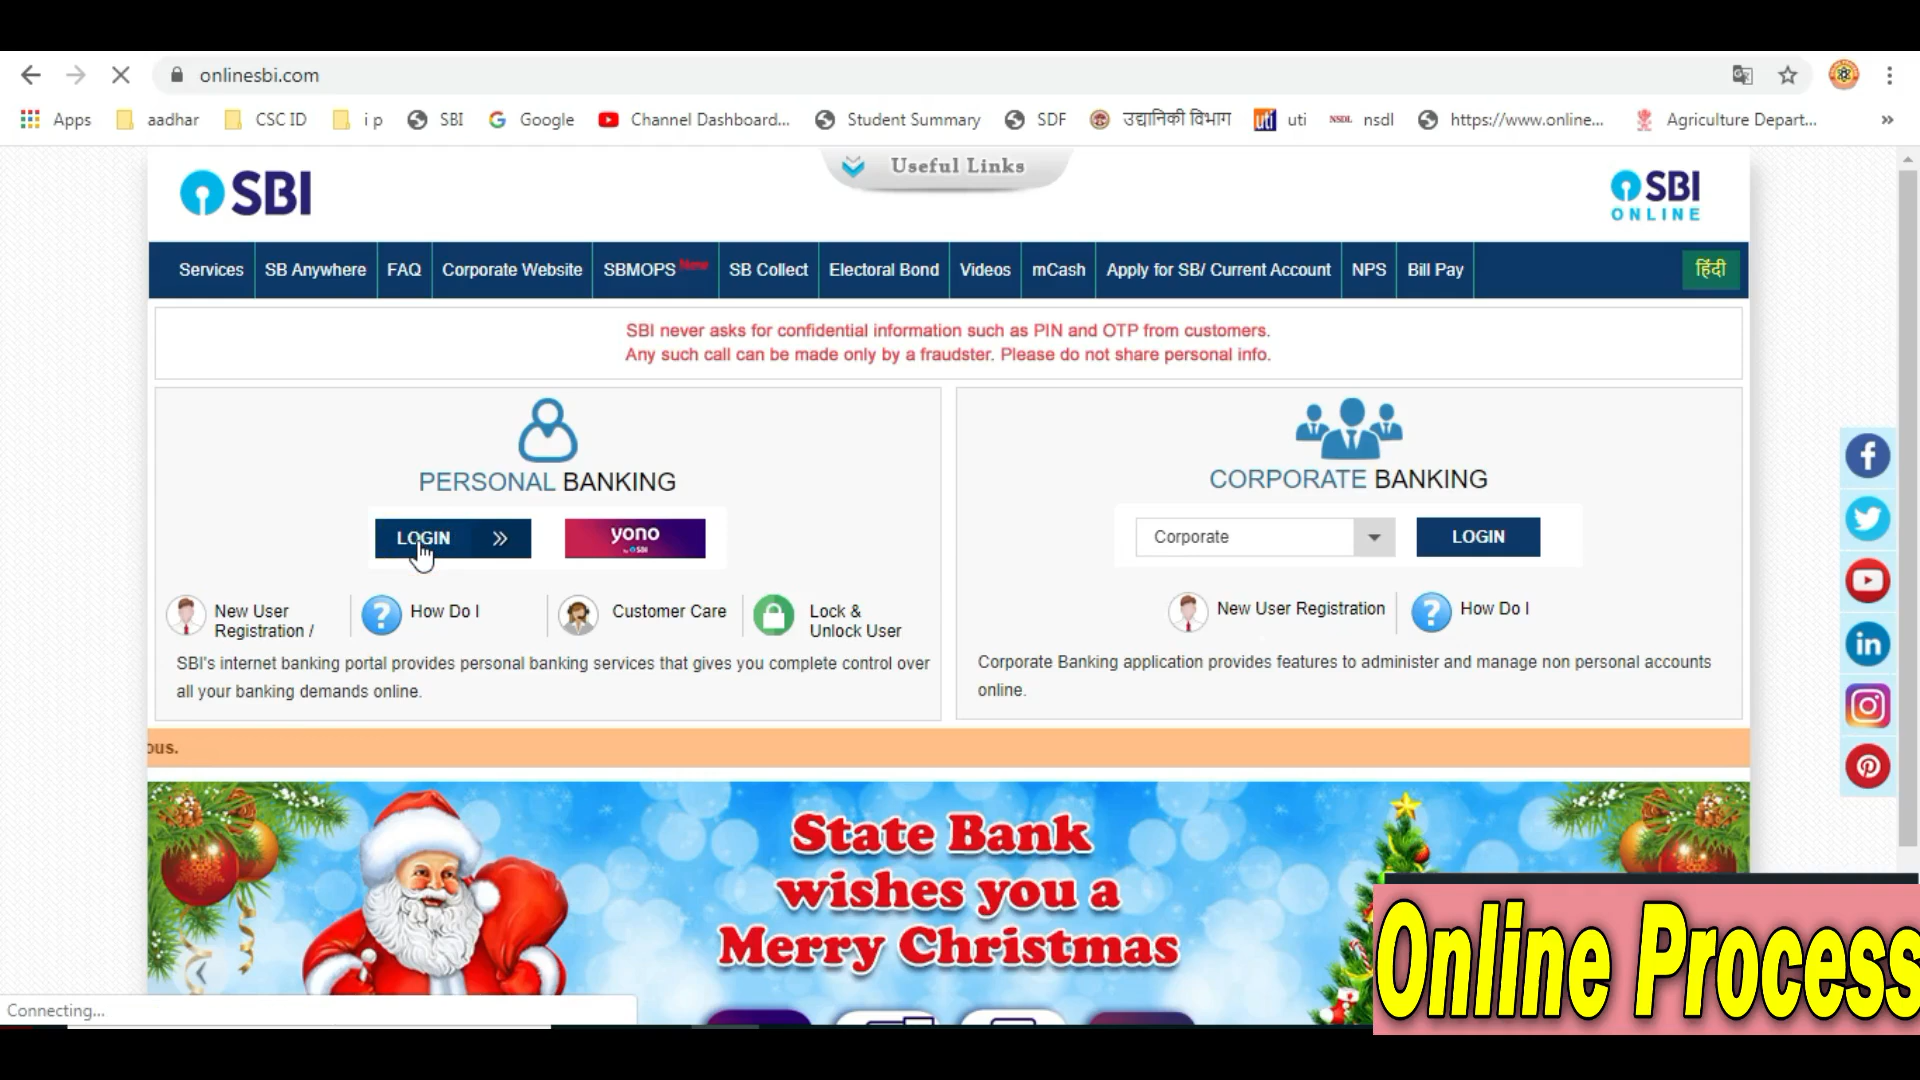 onlinesbi.com
Apps aadhar CSC ID i p SBI Google Channel Dashboard... Student Summary SDF उद्यानिकी विभाग uti uti NSDL nsdl https://www.online... Agriculture Depart... »
Useful Links
SBI
SBI
ONLINE
Services SB Anywhere FAQ Corporate Website SBMOPS New SB Collect Electoral Bond Videos mCash Apply for SB/ Current Account NPS Bill Pay हिंदी
SBI never asks for confidential information such as PIN and OTP from customers.
Any such call can be made only by a fraudster. Please do not share personal info.
PERSONAL BANKING
LOGIN »
yono
by SBI
New User
Registration /
How Do I
Customer Care
Lock &
Unlock User
SBI's internet banking portal provides personal banking services that gives you complete control over
all your banking demands online.
CORPORATE BANKING
Corporate
LOGIN
New User Registration
How Do I
Corporate Banking application provides features to administer and manage non personal accounts
online.
ous.
State Bank
wishes you a
Merry Christmas
Connecting...
Online Process